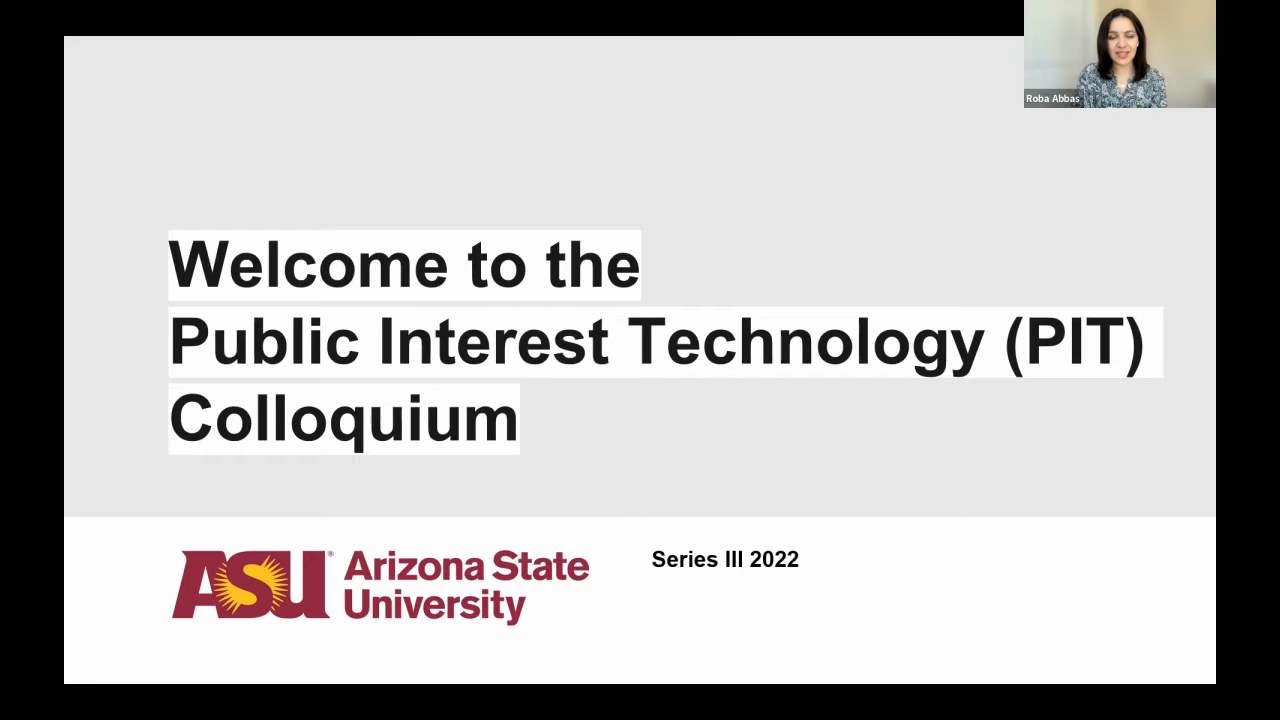 Roba Abbas
Welcome to the
Public Interest Technology (PIT)
Colloquium
ASU® Arizona State
University
Series III 2022